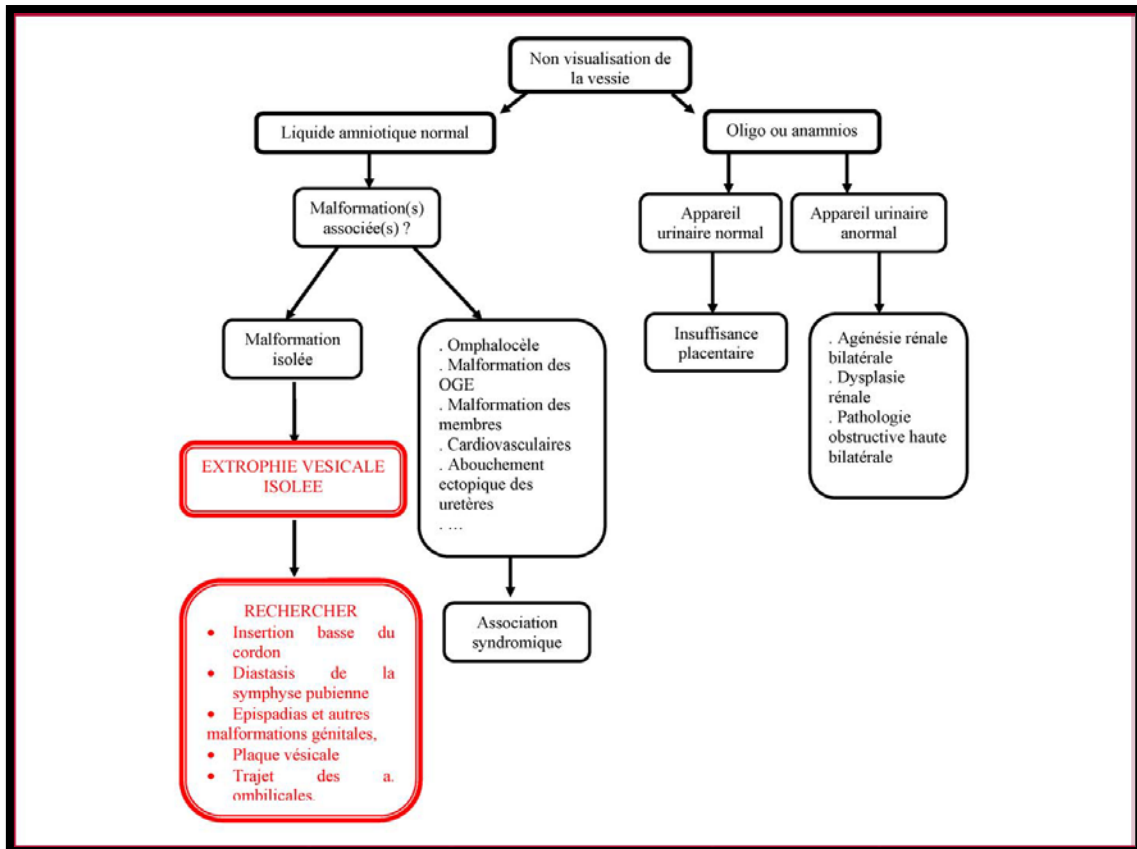 Non visualisation de
la vessie
Liquide amniotique normal
Oligo ou anamnios
Malformation(s)
associée(s) ?
Appareil
urinaire normal
Appareil urinaire
anormal
Malformation
isolée
. Omphalocèle
. Malformation des
OGE
. Malformation des
membres
. Cardiovasculaires
. Abouchement
ectopique des
uretères
. ...
Insuffisance
placentaire
. Agénésie rénale
bilatérale
. Dysplasie
rénale
. Pathologie
obstructive haute
bilatérale
EXTROPHIE VESICALE
ISOLEE
RECHERCHER
• Insertion basse du
cordon
• Diastasis de la
symphyse pubienne
• Epispadias et autres
malformations génitales,
• Plaque vésicale
• Trajet des a.
ombilicales.
Association
syndromique